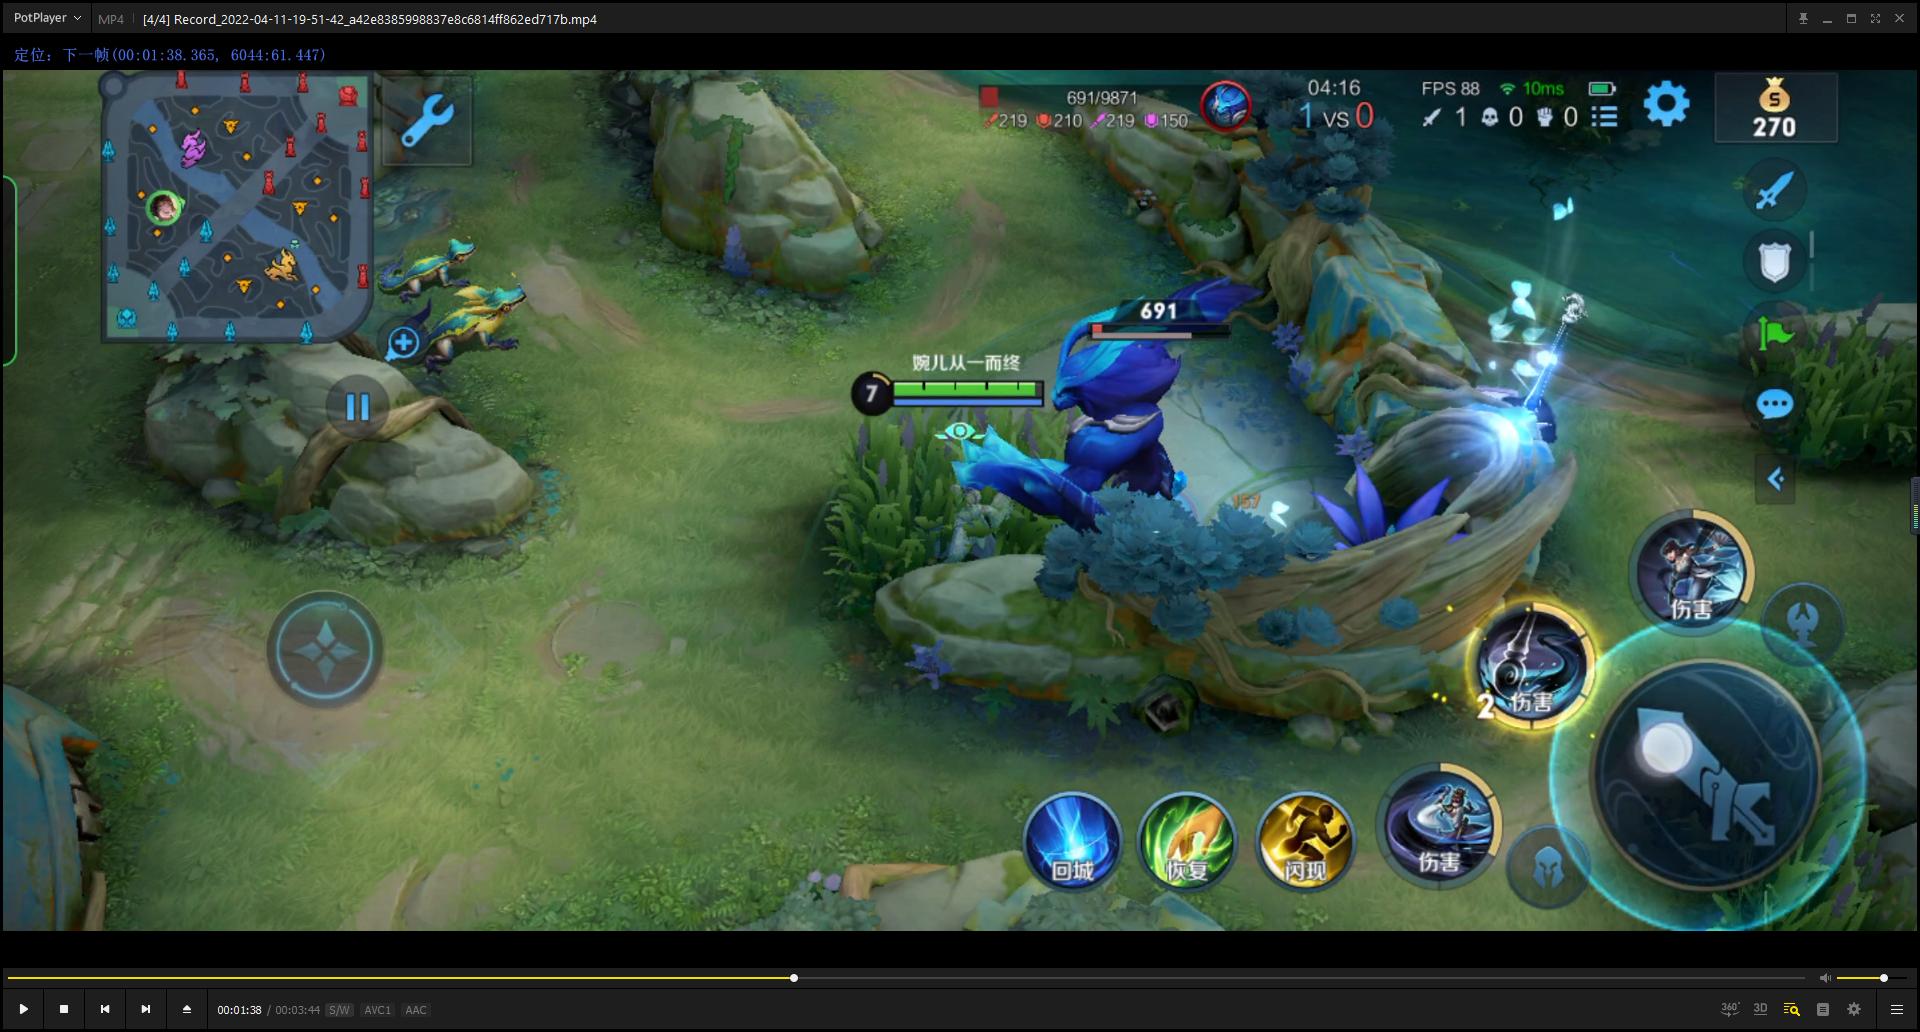 PotPlayer MP4 [4/4] Record_2022-04-11-19-51-42_a42e8385998837e8c6814ff862ed717b.mp4
定位: 下一帧(00:01:38.365, 6044:61.447)
691/9871
219 210 219 150
04:16
1 VS 0
FPS 88 10ms
1 0 0
270
691
婉儿从一而终
7
157
伤害
2 伤害
伤害
回城 恢复 闪现
00:01:38 / 00:03:44 S/W AVC1 AAC
360° 3D